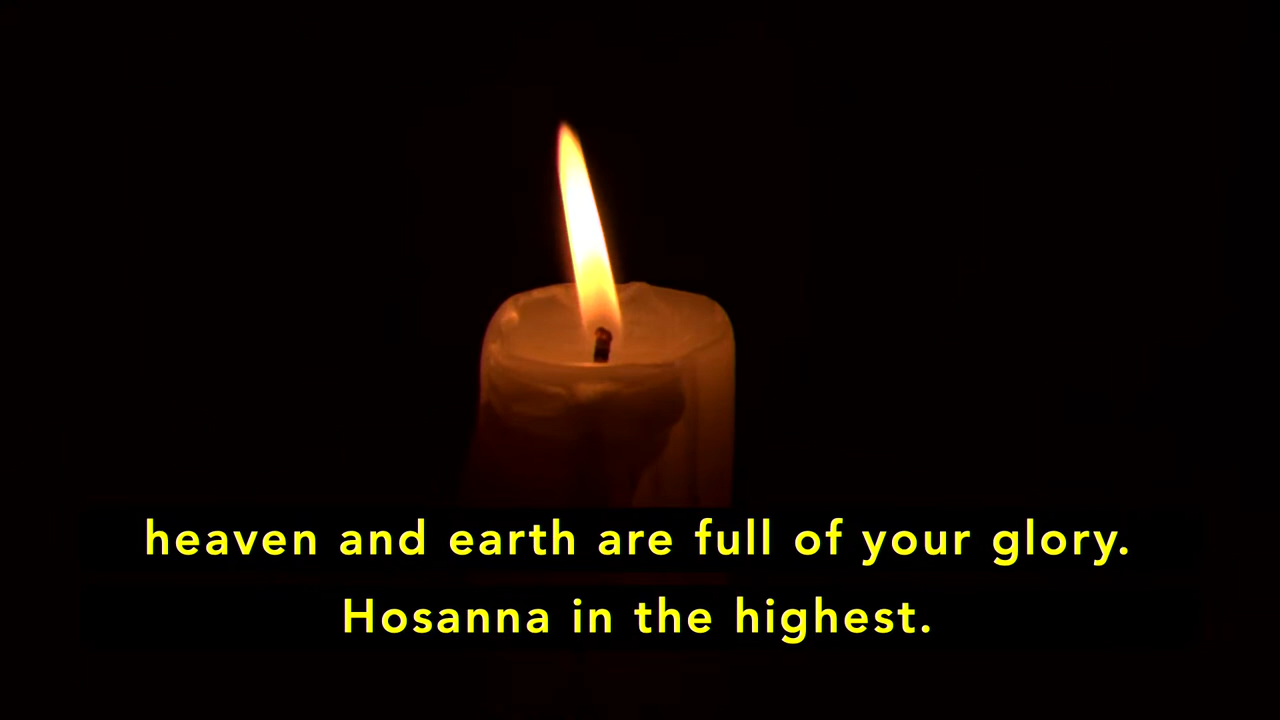 heaven and earth are full of your glory.
Hosanna in the highest.